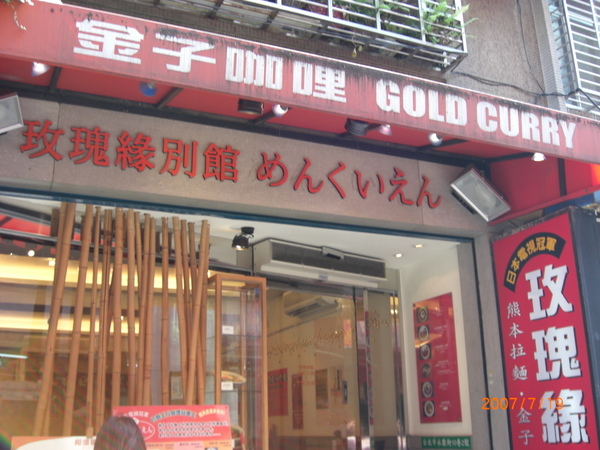 金子咖哩 GOLD CURRY
玫瑰緣別館 めんくいえん
日本電視冠軍
玫瑰緣
熊本拉麵·金子
2007/7/19